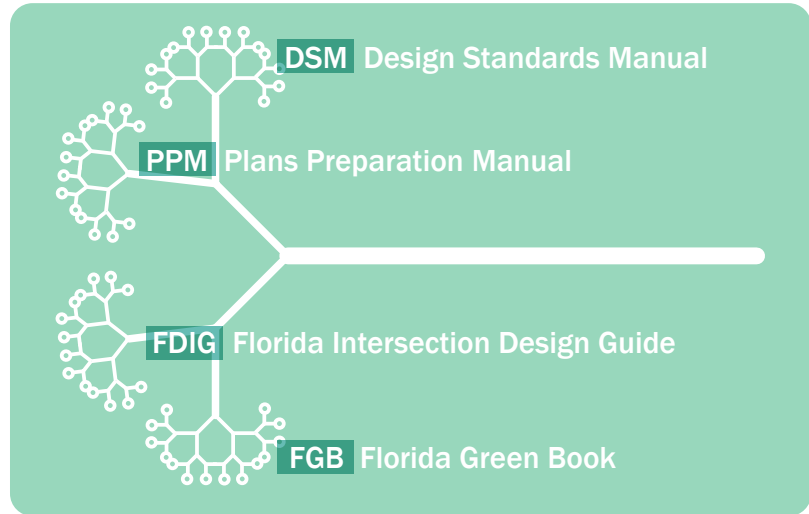 DSM Design Standards Manual
PPM Plans Preparation Manual
FDIG Florida Intersection Design Guide
FGB Florida Green Book